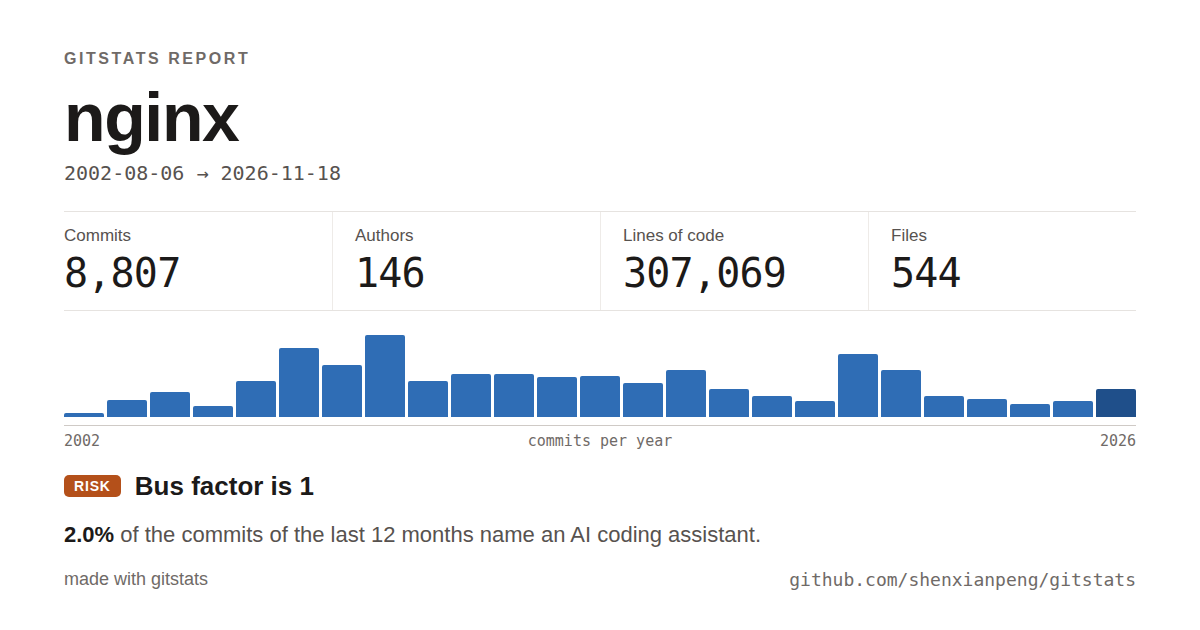 GITSTATS REPORT
nginx
2002-08-06 → 2026-11-18
Commits
8,807
Authors
146
Lines of code
307,069
Files
544
2002
commits per year
2026
RISK Bus factor is 1
2.0% of the commits of the last 12 months name an AI coding assistant.
made with gitstats
github.com/shenxianpeng/gitstats